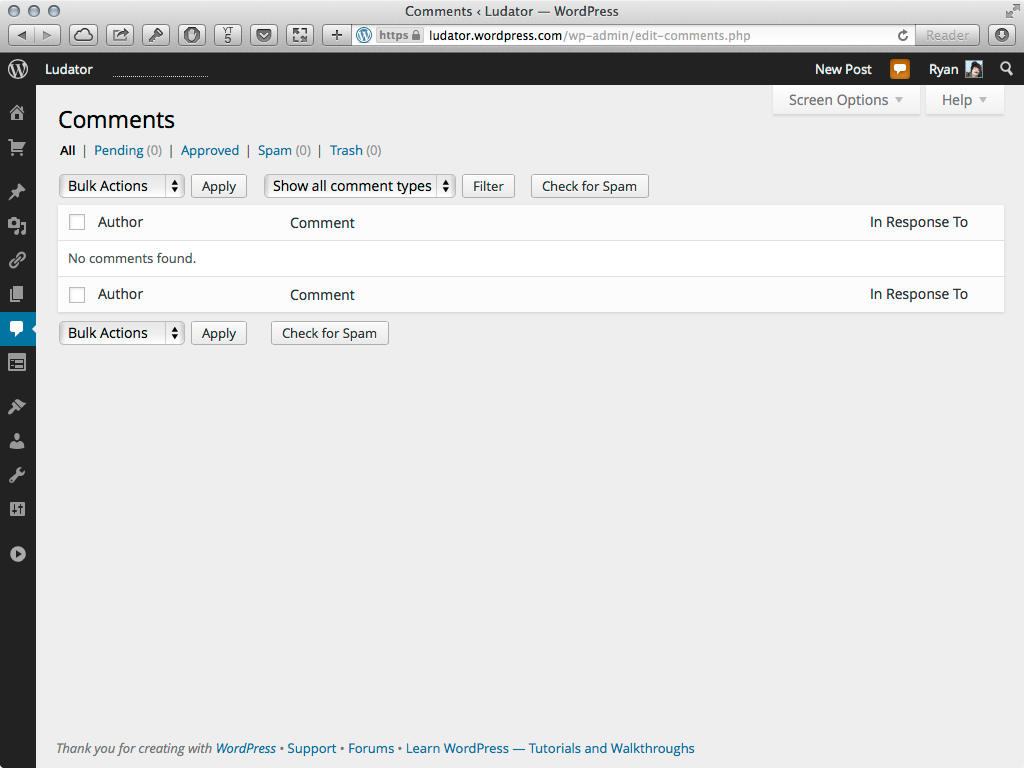 Comments ‹ Ludator — WordPress
YT 5 https ludator.wordpress.com/wp-admin/edit-comments.php Reader
Ludator New Post Ryan
Screen Options Help
Comments
All | Pending (0) | Approved | Spam (0) | Trash (0)
Bulk Actions Apply Show all comment types Filter Check for Spam
Author Comment In Response To
No comments found.
Author Comment In Response To
Bulk Actions Apply Check for Spam
Thank you for creating with WordPress • Support • Forums • Learn WordPress — Tutorials and Walkthroughs